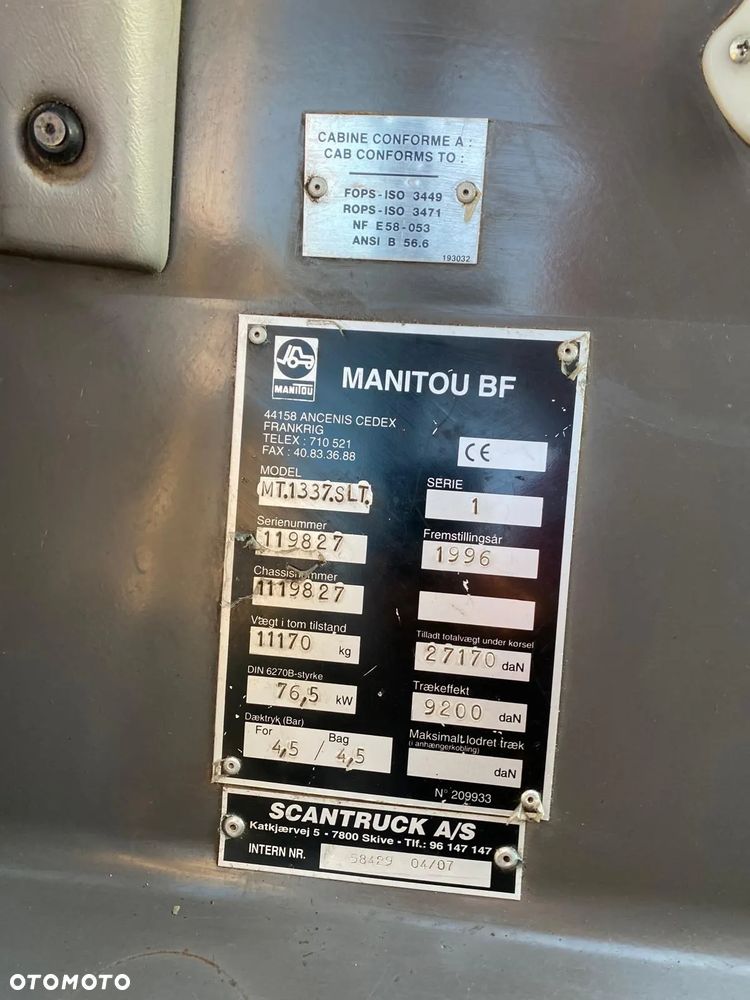 CABINE CONFORME A :
CAB CONFORMS TO :
FOPS-ISO 3449
ROPS-ISO 3471
NF E58-053
ANSI B 56.6
193032
MANITOU
MANITOU BF
44158 ANCENIS CEDEX
FRANKRIG
TELEX : 710 521
FAX : 40.83.36.88
CE
MODEL
MT.1337.SLT.
SERIE
1
Serienummer
119827
Fremstillingsår
1996
Chassisnummer
1119827
Vægt i tom tilstand
11170 kg
Tilladt totalvægt under kørsel
27170 daN
DIN 6270B-styrke
76,5 kW
Trækeffekt
9200 daN
Dæktryk (Bar)
For Bag
4,5 / 4,5
Maksimalt lodret træk
(i anhængerkobling)
daN
N° 209933
SCANTRUCK A/S
Katkjærvej 5 - 7800 Skive - Tlf.: 96 147 147
INTERN NR. 58429 04/07
OTOMOTO